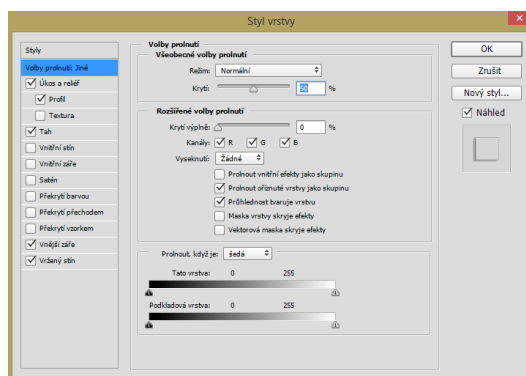 Styl vrstvy
Styly
Volby prolnutí: Jiné
Úkos a reliéf
Profil
Textura
Tah
Vnitřní stín
Vnitřní záře
Satén
Překrytí barvou
Překrytí přechodem
Překrytí vzorkem
Vnější záře
Vržený stín
Volby prolnutí
Všeobecné volby prolnutí
Režim: Normální
Krytí: 50 %
Rozšířené volby prolnutí
Krytí výplně: 0 %
Kanály: R G B
Vyseknutí: Žádné
Prolnout vnitřní efekty jako skupinu
Prolnout oříznuté vrstvy jako skupinu
Průhlednost tvaruje vrstvu
Maska vrstvy skryje efekty
Vektorová maska skryje efekty
Prolnout, když je: šedá
Tato vrstva: 0 255
Podkladová vrstva: 0 255
OK
Zrušit
Nový styl...
Náhled